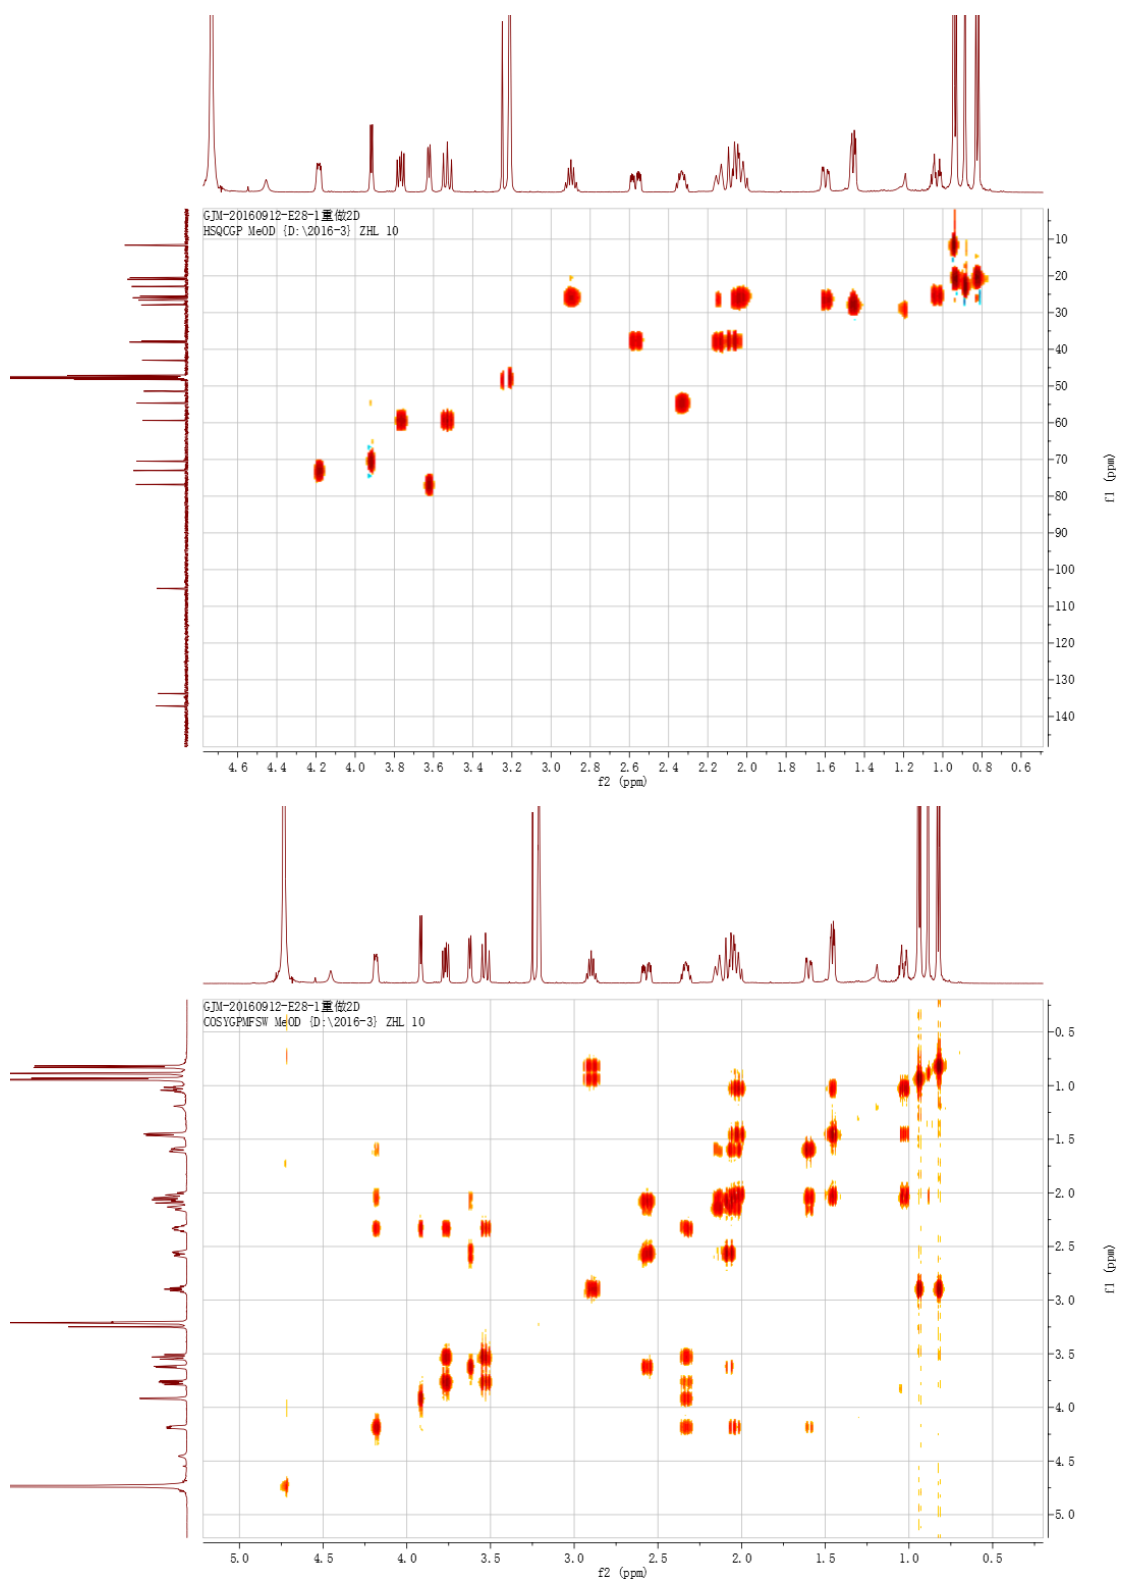 GJM-20160912-E28-1重做2D
HSQCGP MeOD {D:\2016-3} ZHL 10
10
20
30
40
50
60
70
80
90
100
110
120
130
140
f1 (ppm)
4.6 4.4 4.2 4.0 3.8 3.6 3.4 3.2 3.0 2.8 2.6 2.4 2.2 2.0 1.8 1.6 1.4 1.2 1.0 0.8 0.6
f2 (ppm)
GJM-20160912-E28-1重做2D
COSYGPMFSW MeOD {D:\2016-3} ZHL 10
0.5
1.0
1.5
2.0
2.5
3.0
3.5
4.0
4.5
5.0
f1 (ppm)
5.0 4.5 4.0 3.5 3.0 2.5 2.0 1.5 1.0 0.5
f2 (ppm)